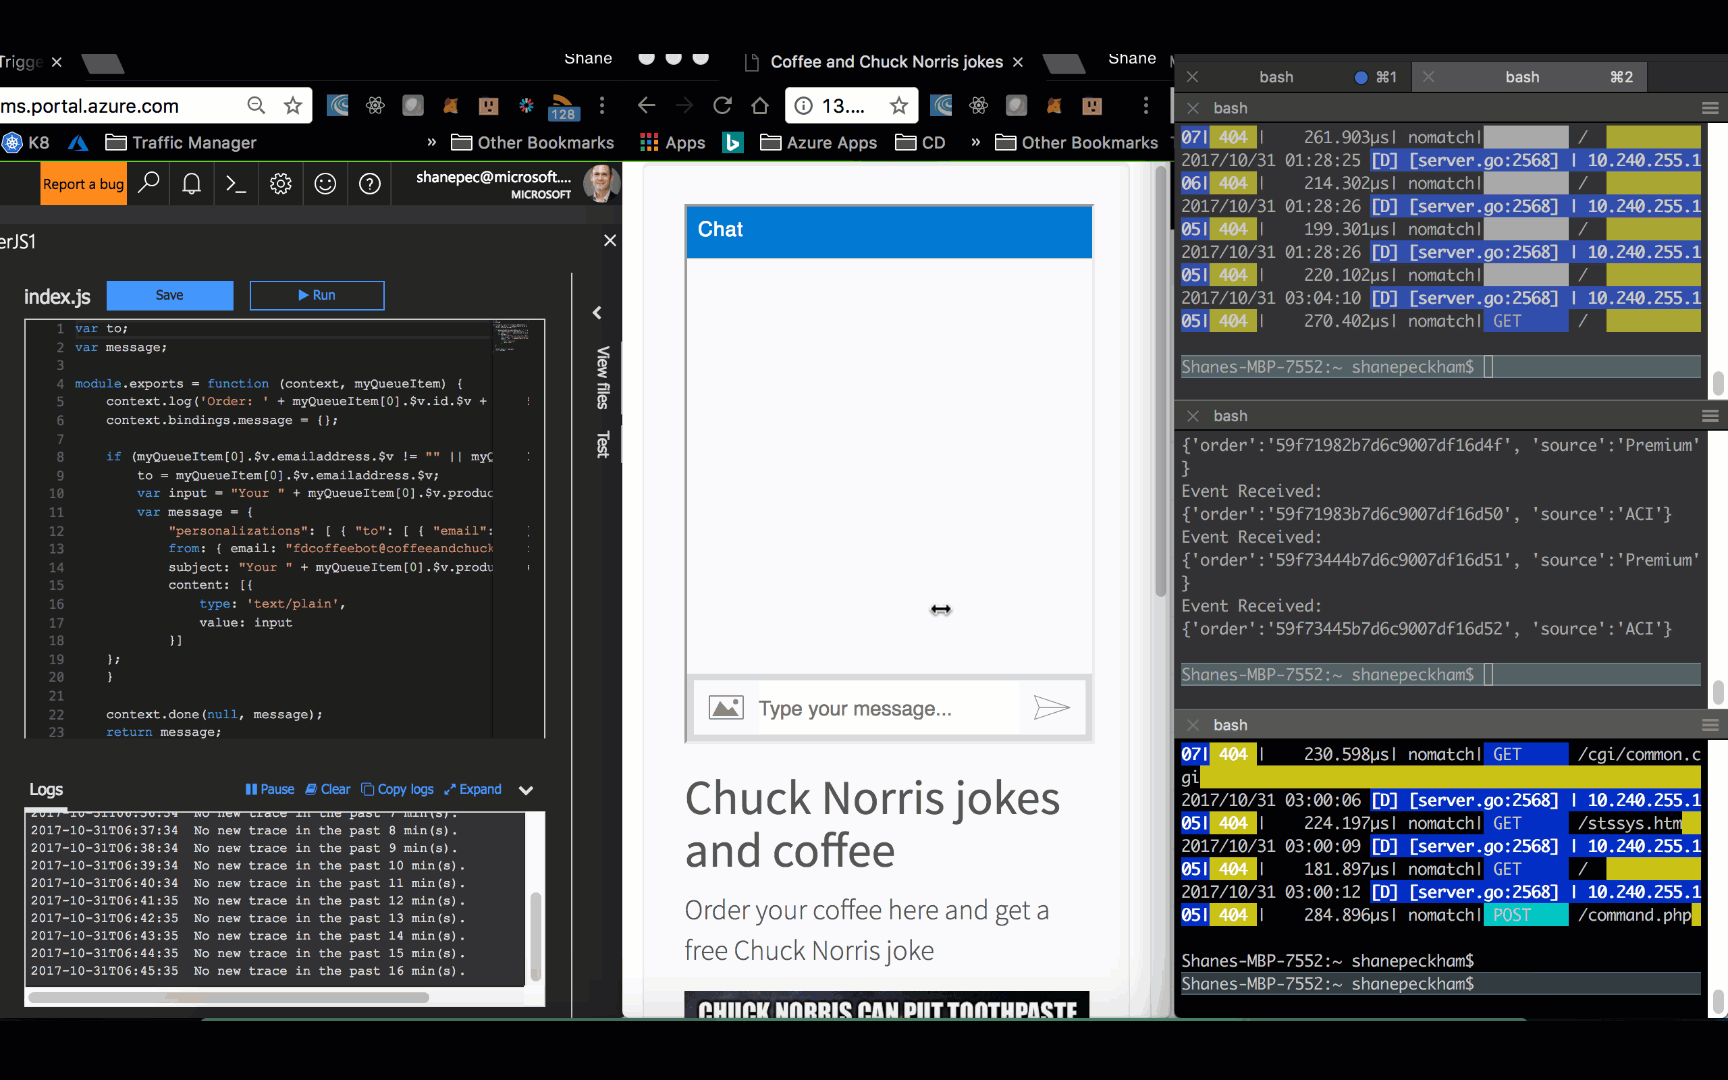 Trigge
Shane
ms.portal.azure.com
128
K8
Traffic Manager
» Other Bookmarks
Report a bug
shanepec@microsoft....
MICROSOFT
erJS1
index.js
Save
Run
1 var to;
2 var message;
3
4 module.exports = function (context, myQueueItem) {
5 context.log('Order: ' + myQueueItem[0].$v.id.$v +
6 context.bindings.message = {};
7
8 if (myQueueItem[0].$v.emailaddress.$v != "" || myQ
9 to = myQueueItem[0].$v.emailaddress.$v;
10 var input = "Your " + myQueueItem[0].$v.produc
11 var message = {
12 "personalizations": [ { "to": [ { "email":
13 from: { email: "fdcoffeebot@coffeeandchuck
14 subject: "Your " + myQueueItem[0].$v.produ
15 content: [{
16 type: 'text/plain',
17 value: input
18 }]
19 };
20 }
21
22 context.done(null, message);
23 return message;
View files
Test
Logs
Pause
Clear
Copy logs
Expand
2017-10-31T06:36:34 No new trace in the past 7 min(s).
2017-10-31T06:37:34 No new trace in the past 8 min(s).
2017-10-31T06:38:34 No new trace in the past 9 min(s).
2017-10-31T06:39:34 No new trace in the past 10 min(s).
2017-10-31T06:40:34 No new trace in the past 11 min(s).
2017-10-31T06:41:35 No new trace in the past 12 min(s).
2017-10-31T06:42:35 No new trace in the past 13 min(s).
2017-10-31T06:43:35 No new trace in the past 14 min(s).
2017-10-31T06:44:35 No new trace in the past 15 min(s).
2017-10-31T06:45:35 No new trace in the past 16 min(s).
Coffee and Chuck Norris jokes
Shane
13....
Apps
Azure Apps
CD
» Other Bookmarks
Chat
Type your message...
Chuck Norris jokes
and coffee
Order your coffee here and get a
free Chuck Norris joke
CHUCK NORRIS CAN PUT TOOTHPASTE
bash ⌘1
bash ⌘2
bash
07| 404 | 261.903µs| nomatch| /
2017/10/31 01:28:25 [D] [server.go:2568] | 10.240.255.1
06| 404 | 214.302µs| nomatch| /
2017/10/31 01:28:26 [D] [server.go:2568] | 10.240.255.1
05| 404 | 199.301µs| nomatch| /
2017/10/31 01:28:26 [D] [server.go:2568] | 10.240.255.1
05| 404 | 220.102µs| nomatch| /
2017/10/31 03:04:10 [D] [server.go:2568] | 10.240.255.1
05| 404 | 270.402µs| nomatch| GET /
Shanes-MBP-7552:~ shanepeckham$
bash
{'order':'59f71982b7d6c9007df16d4f', 'source':'Premium'
}
Event Received:
{'order':'59f71983b7d6c9007df16d50', 'source':'ACI'}
Event Received:
{'order':'59f73444b7d6c9007df16d51', 'source':'Premium'
}
Event Received:
{'order':'59f73445b7d6c9007df16d52', 'source':'ACI'}
Shanes-MBP-7552:~ shanepeckham$
bash
07| 404 | 230.598µs| nomatch| GET /cgi/common.c
gi
2017/10/31 03:00:06 [D] [server.go:2568] | 10.240.255.1
05| 404 | 224.197µs| nomatch| GET /stssys.htm
2017/10/31 03:00:09 [D] [server.go:2568] | 10.240.255.1
05| 404 | 181.897µs| nomatch| GET /
2017/10/31 03:00:12 [D] [server.go:2568] | 10.240.255.1
05| 404 | 284.896µs| nomatch| POST /command.php
Shanes-MBP-7552:~ shanepeckham$
Shanes-MBP-7552:~ shanepeckham$